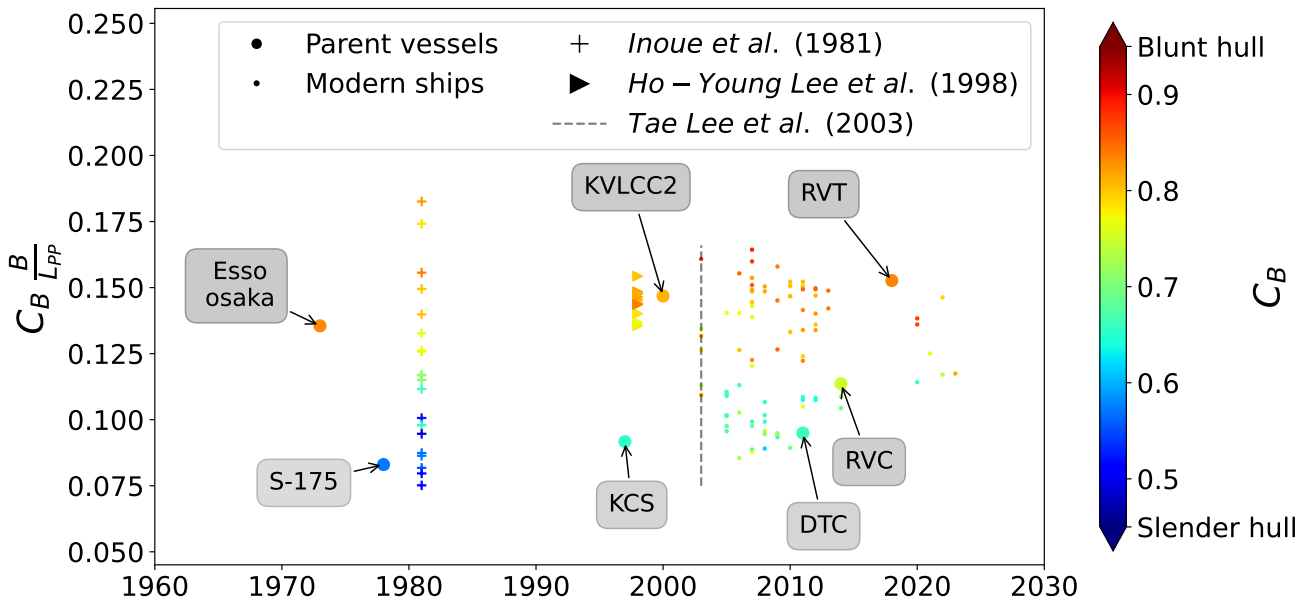 0.250
0.225
0.200
0.175
0.150
0.125
0.100
0.075
0.050
C_B B/L_PP
1960
1970
1980
1990
2000
2010
2020
2030
Parent vessels
Modern ships
Inoue et al. (1981)
Ho − Young Lee et al. (1998)
Tae Lee et al. (2003)
KVLCC2
RVT
Esso
osaka
S-175
KCS
RVC
DTC
Blunt hull
0.9
0.8
0.7
0.6
0.5
Slender hull
C_B